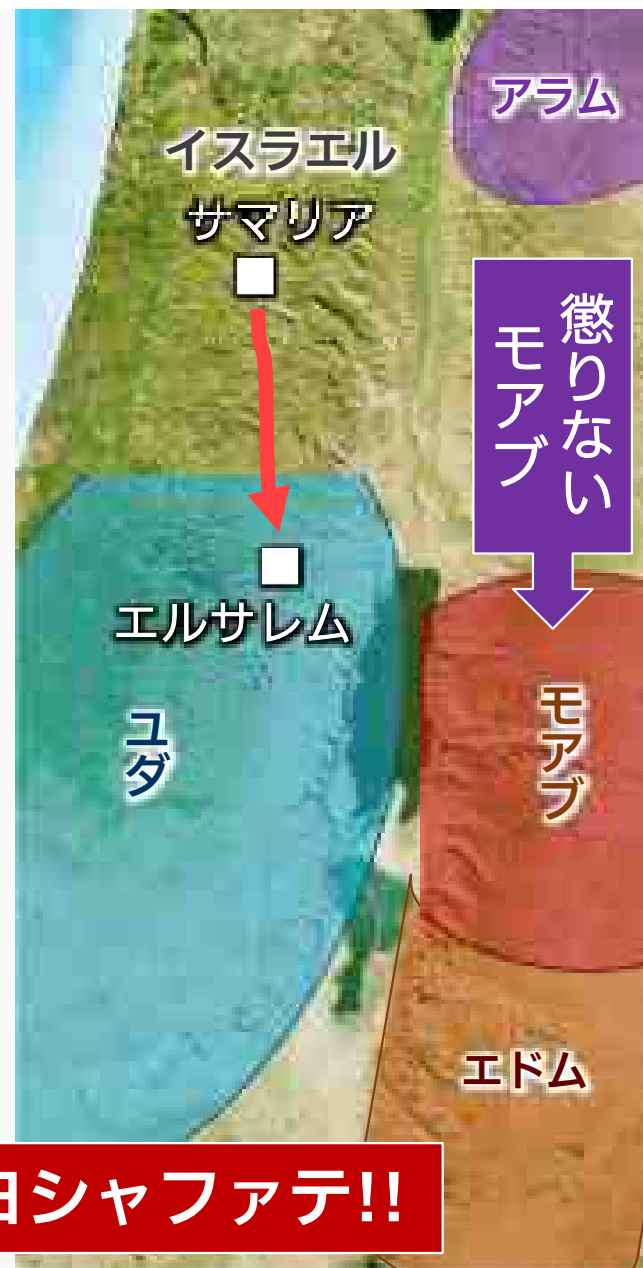 アラム
イスラエル
サマリア
懲りない
モアブ
エルサレム
ユダ
モアブ
エドム
シャファテ!!